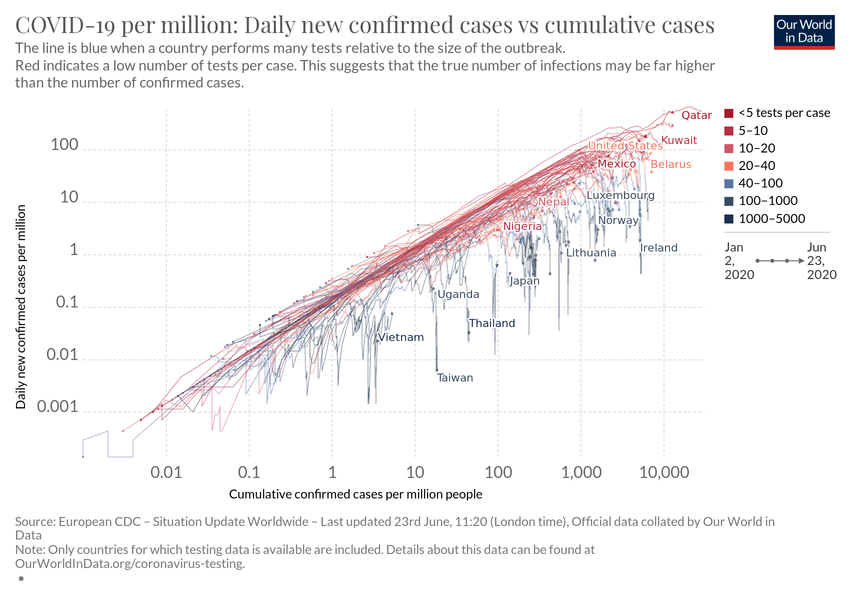 COVID-19 per million: Daily new confirmed cases vs cumulative cases
Our World
in Data
The line is blue when a country performs many tests relative to the size of the outbreak.
Red indicates a low number of tests per case. This suggests that the true number of infections may be far higher
than the number of confirmed cases.
Daily new confirmed cases per million
100
10
1
0.1
0.01
0.001
Qatar
Kuwait
United States
Mexico
Belarus
Luxembourg
Nepal
Norway
Nigeria
Ireland
Lithuania
Japan
Uganda
Thailand
Vietnam
Taiwan
<5 tests per case
5–10
10–20
20–40
40–100
100–1000
1000–5000
Jan
2,
2020
Jun
23,
2020
0.01
0.1
1
10
100
1,000
10,000
Cumulative confirmed cases per million people
Source: European CDC – Situation Update Worldwide – Last updated 23rd June, 11:20 (London time), Official data collated by Our World in
Data
Note: Only countries for which testing data is available are included. Details about this data can be found at
OurWorldInData.org/coronavirus-testing.